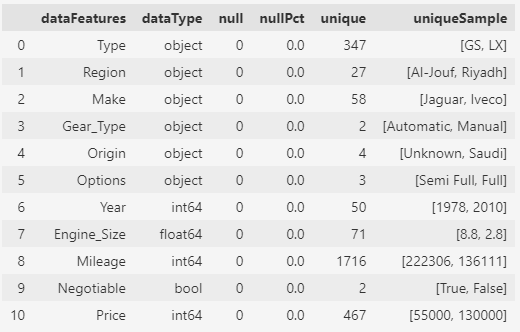 dataFeatures dataType null nullPct unique uniqueSample
0 Type object 0 0.0 347 [GS, LX]
1 Region object 0 0.0 27 [Al-Jouf, Riyadh]
2 Make object 0 0.0 58 [Jaguar, Iveco]
3 Gear_Type object 0 0.0 2 [Automatic, Manual]
4 Origin object 0 0.0 4 [Unknown, Saudi]
5 Options object 0 0.0 3 [Semi Full, Full]
6 Year int64 0 0.0 50 [1978, 2010]
7 Engine_Size float64 0 0.0 71 [8.8, 2.8]
8 Mileage int64 0 0.0 1716 [222306, 136111]
9 Negotiable bool 0 0.0 2 [True, False]
10 Price int64 0 0.0 467 [55000, 130000]